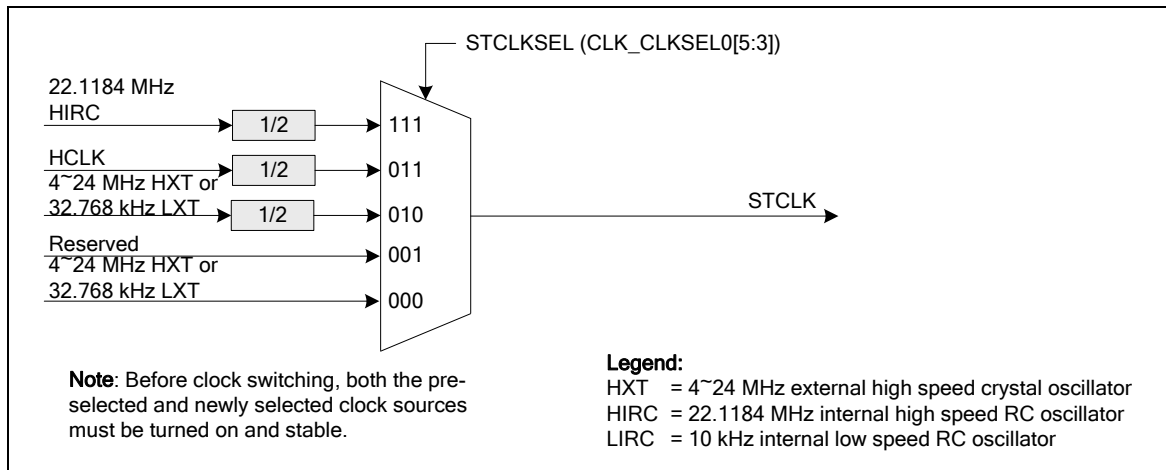 STCLKSEL (CLK_CLKSEL0[5:3])
22.1184 MHz
HIRC
1/2
111
HCLK
1/2
011
4~24 MHz HXT or
32.768 kHz LXT
1/2
010
STCLK
Reserved
001
4~24 MHz HXT or
32.768 kHz LXT
000
Note: Before clock switching, both the pre-
selected and newly selected clock sources
must be turned on and stable.
Legend:
HXT = 4~24 MHz external high speed crystal oscillator
HIRC = 22.1184 MHz internal high speed RC oscillator
LIRC = 10 kHz internal low speed RC oscillator